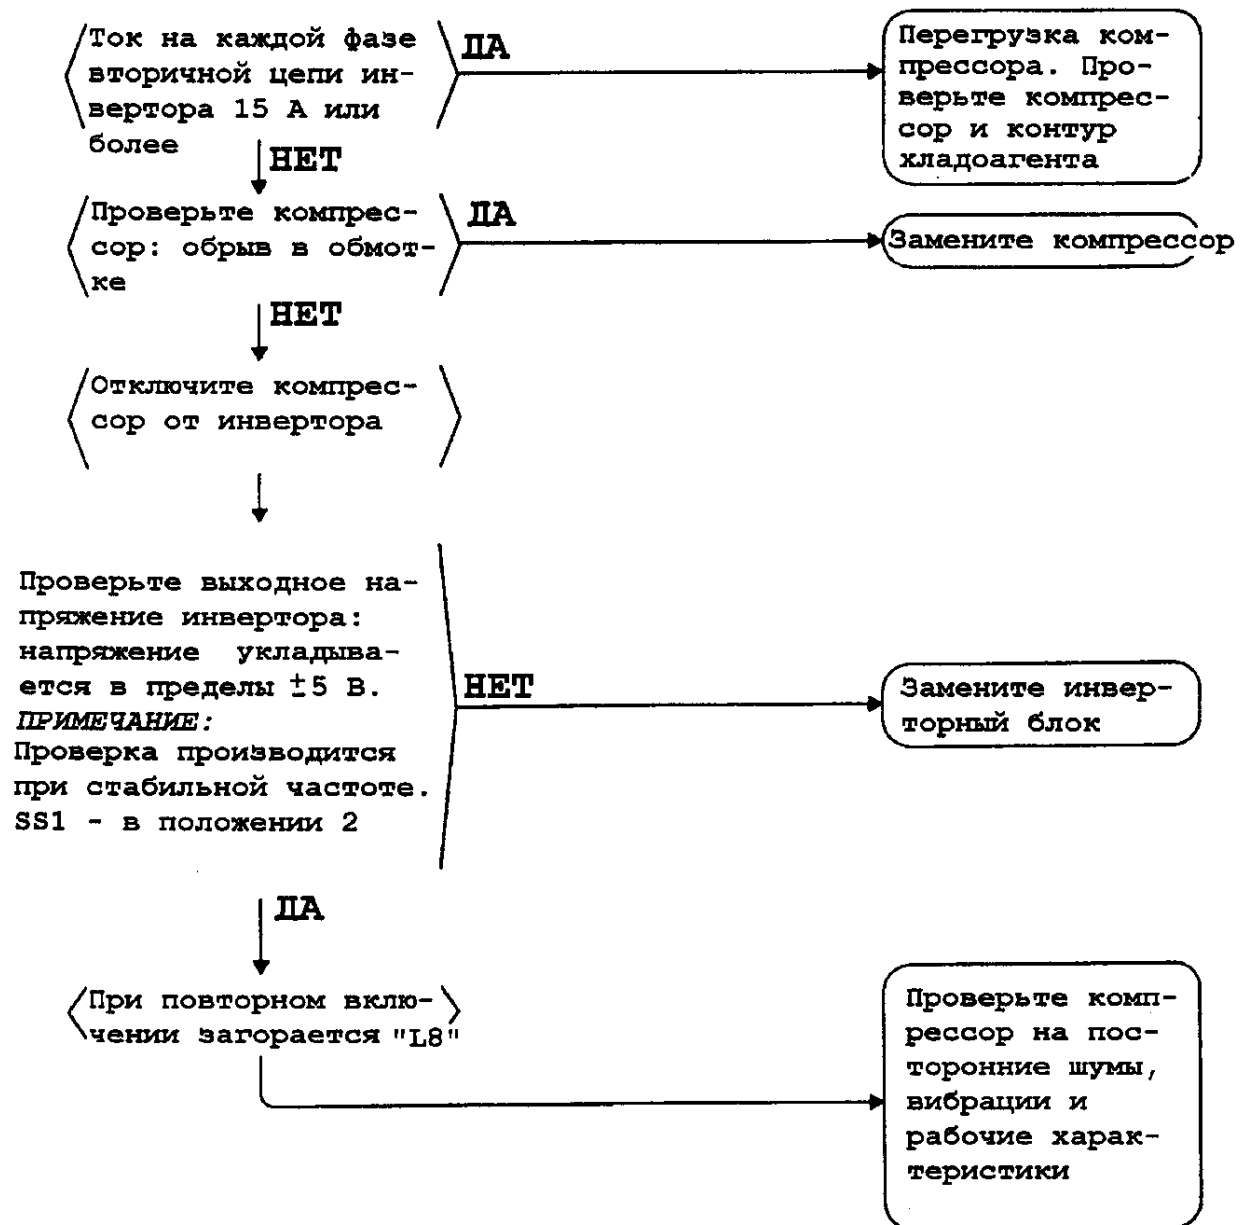 Ток на каждой фазе
вторичной цепи ин-
вертора 15 А или
более
ДА
Перегрузка ком-
прессора. Про-
верьте компрес-
сор и контур
хладоагента
НЕТ
Проверьте компрес-
сор: обрыв в обмот-
ке
ДА
Замените компрессор
НЕТ
Отключите компрес-
сор от инвертора
Проверьте выходное на-
пряжение инвертора:
напряжение укладыва-
ется в пределы ±5 В.
ПРИМЕЧАНИЕ:
Проверка производится
при стабильной частоте.
SS1 - в положении 2
НЕТ
Замените инвер-
торный блок
ДА
При повторном вклю-
чении загорается "L8"
Проверьте комп-
рессор на пос-
торонние шумы,
вибрации и
рабочие харак-
теристики